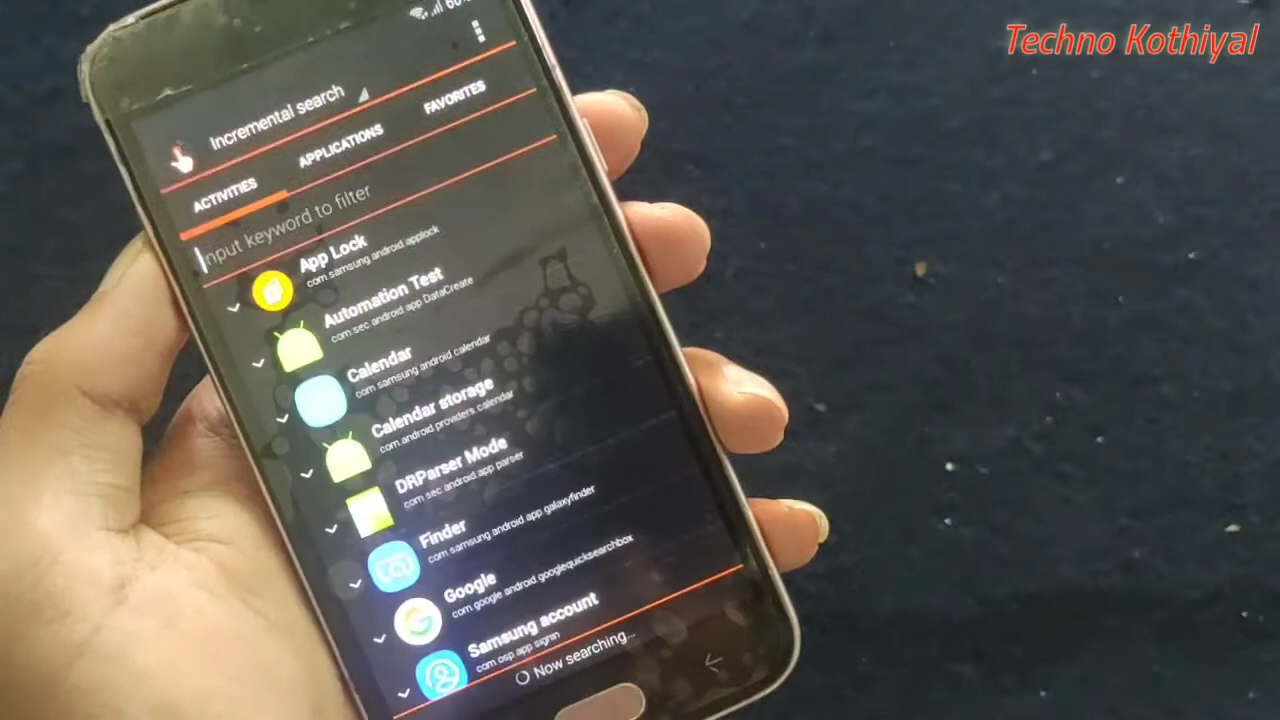 Techno Kothiyal
60%
Incremental search
ACTIVITIES
APPLICATIONS
FAVORITES
Input keyword to filter
App Lock
com.samsung.android.applock
Automation Test
com.sec.android.app.DataCreate
Calendar
com.samsung.android.calendar
Calendar storage
com.android.providers.calendar
DRParser Mode
com.sec.android.app.parser
Finder
com.samsung.android.app.galaxyfinder
Google
com.google.android.googlequicksearchbox
Samsung account
com.osp.app.signin
Now searching...